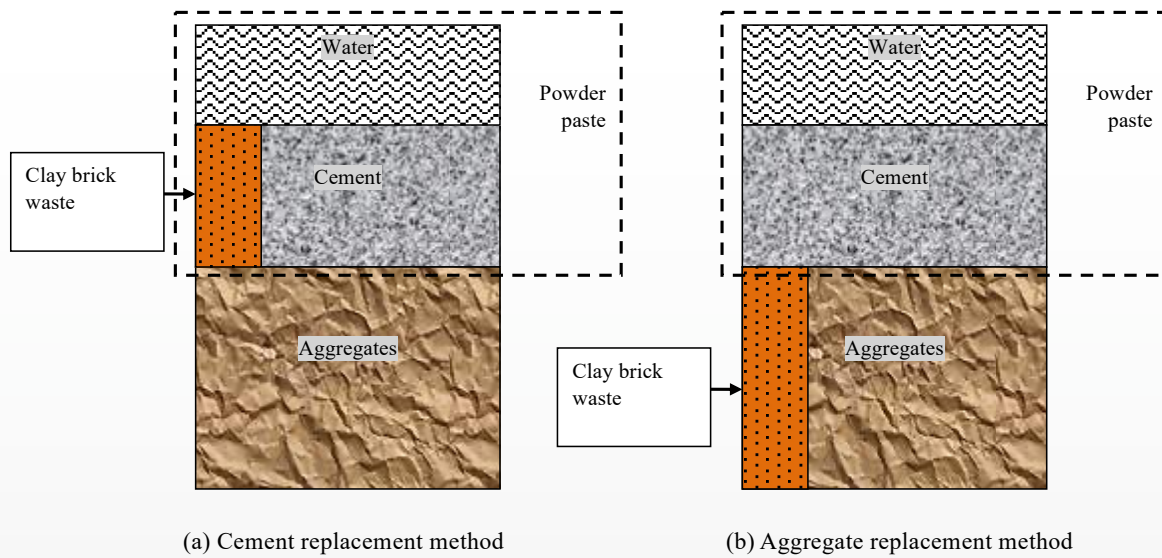 Water
Powder
paste
Clay brick
waste
Cement
Aggregates
(a) Cement replacement method
Water
Powder
paste
Cement
Clay brick
waste
Aggregates
(b) Aggregate replacement method